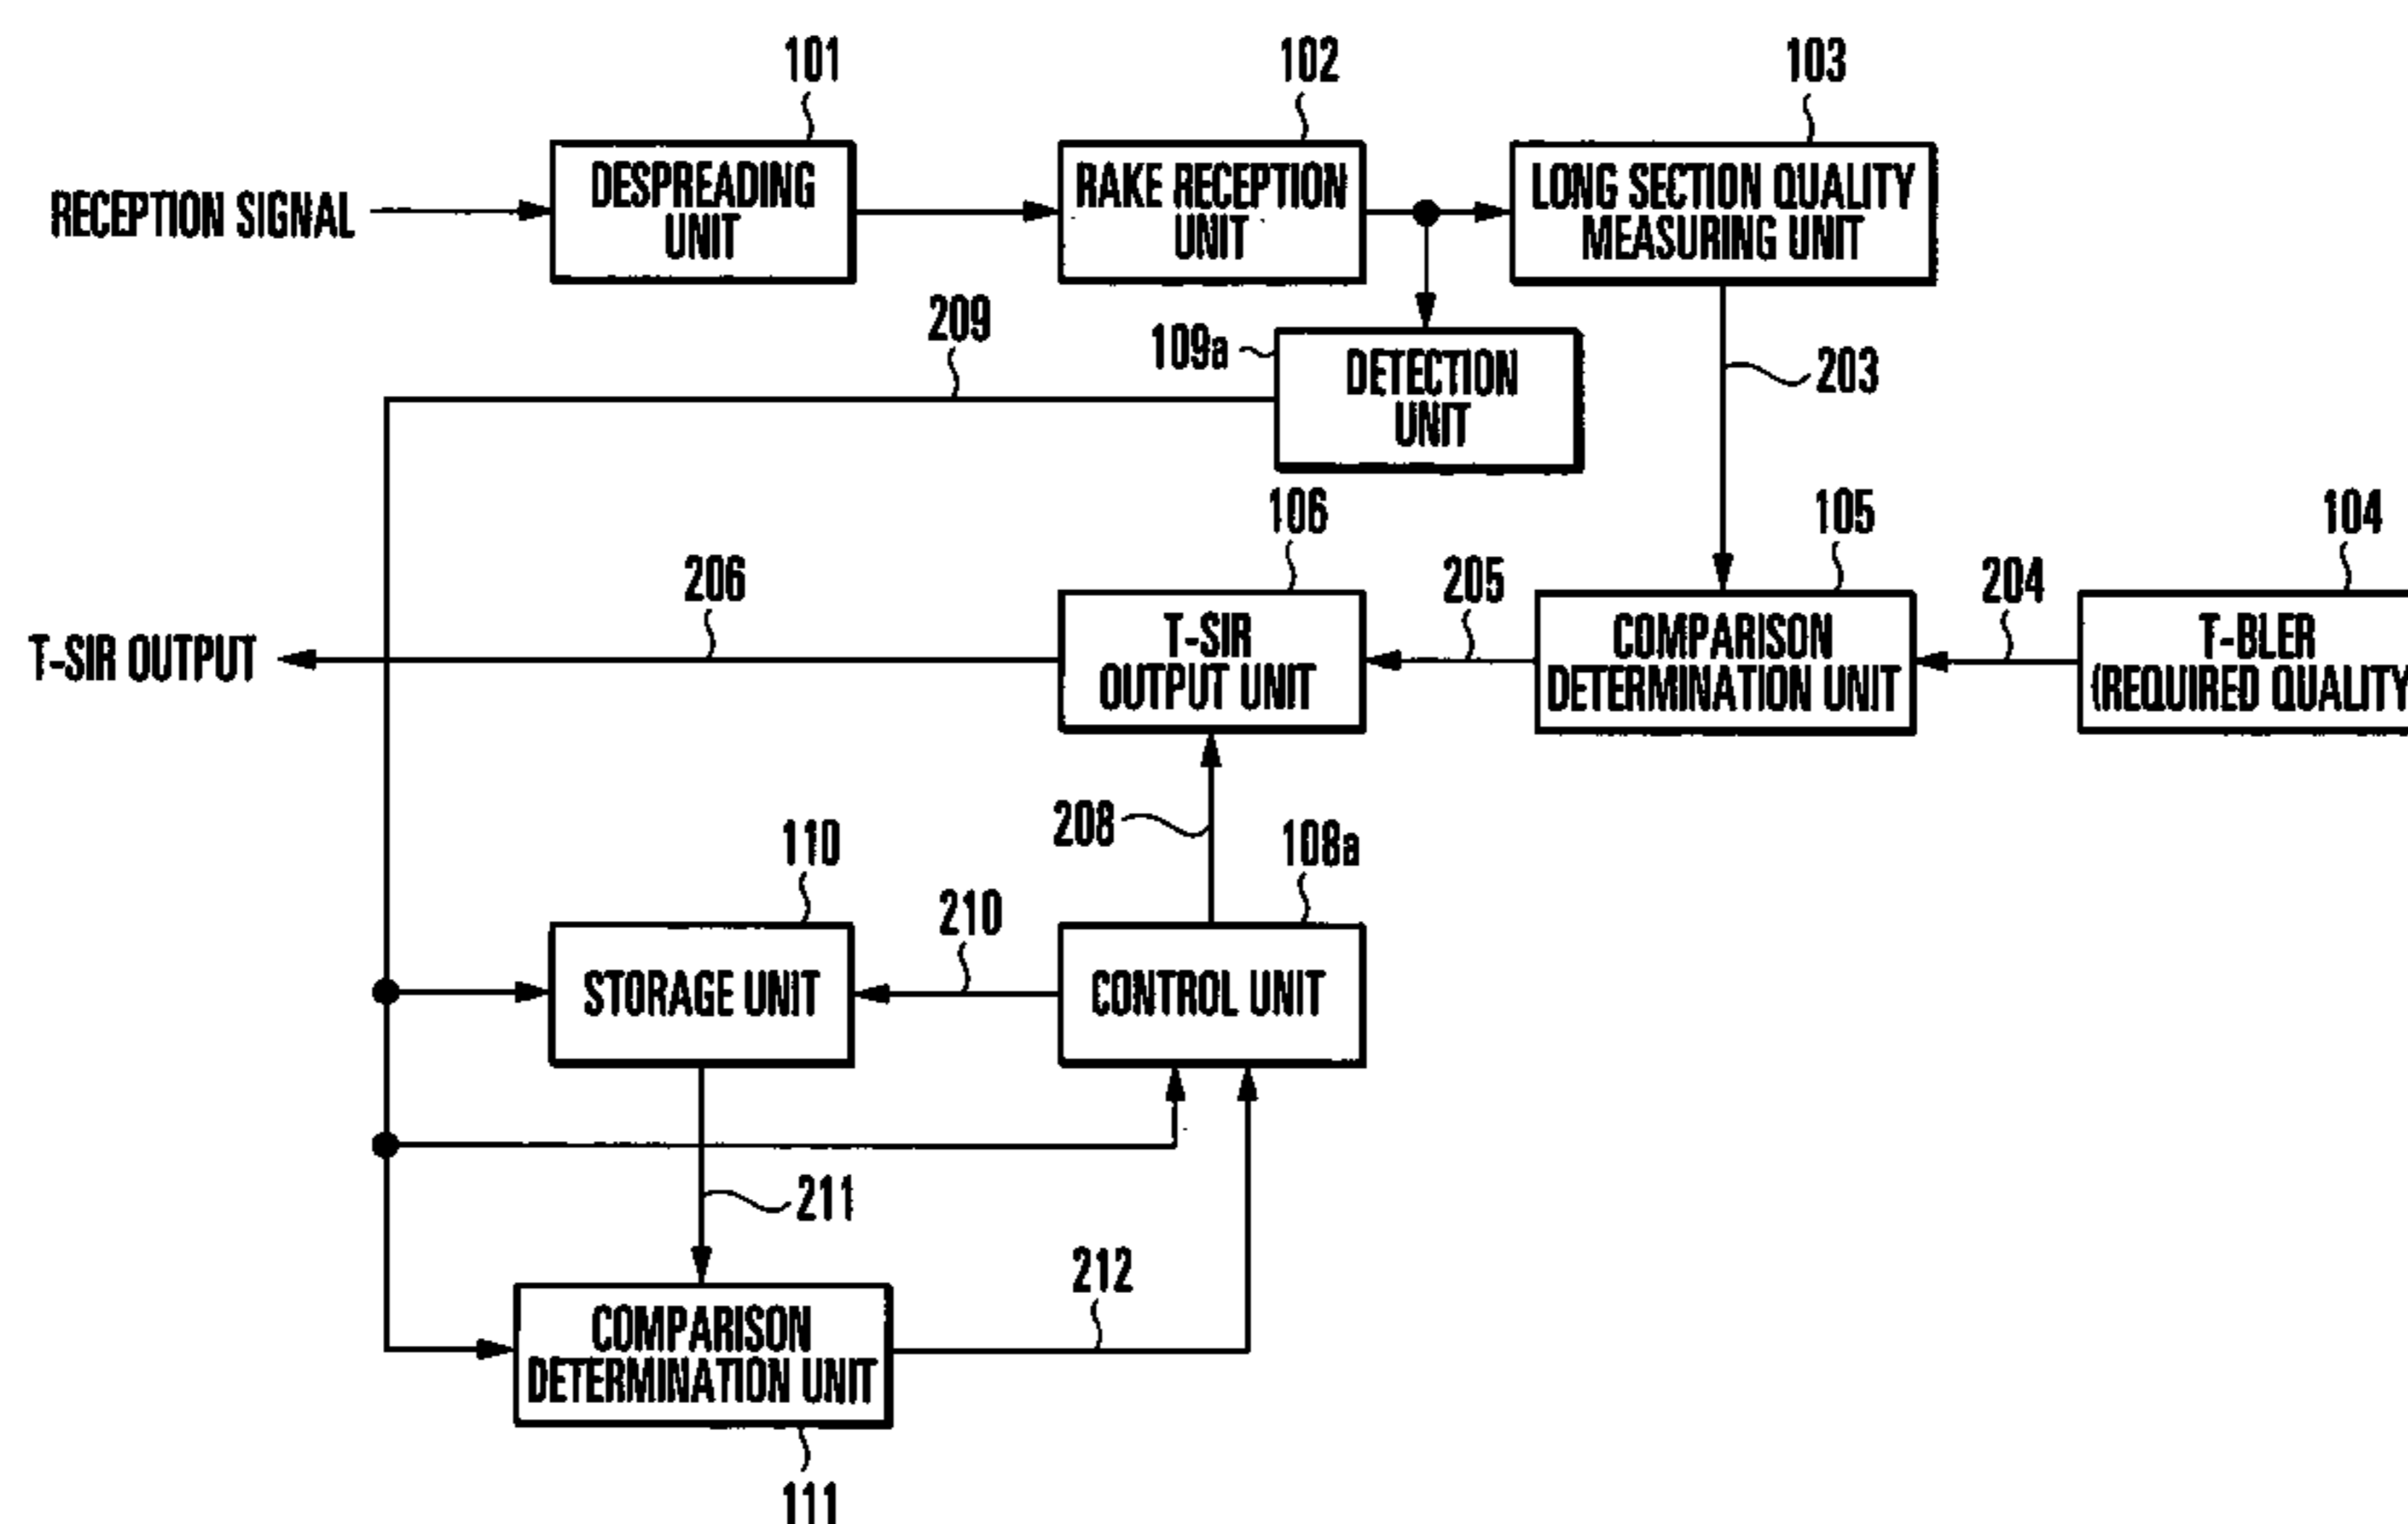 101
102
103
RECEPTION SIGNAL
DESPREADING
UNIT
RAKE RECEPTION
UNIT
LONG SECTION QUALITY
MEASURING UNIT
209
109a
DETECTION
UNIT
203
106
105
104
206
205
204
T-SIR OUTPUT
T-SIR
OUTPUT UNIT
COMPARISON
DETERMINATION UNIT
T-BLER
(REQUIRED QUALITY
208
110
108a
210
STORAGE UNIT
CONTROL UNIT
211
212
COMPARISON
DETERMINATION UNIT
111